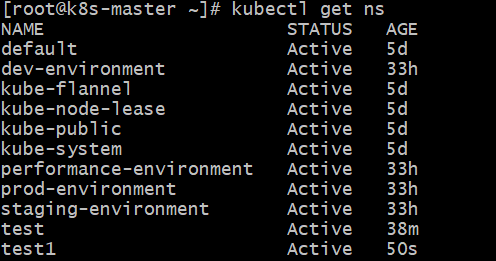 [root@k8s-master ~]# kubectl get ns
NAME STATUS AGE
default Active 5d
dev-environment Active 33h
kube-flannel Active 5d
kube-node-lease Active 5d
kube-public Active 5d
kube-system Active 5d
performance-environment Active 33h
prod-environment Active 33h
staging-environment Active 33h
test Active 38m
test1 Active 50s